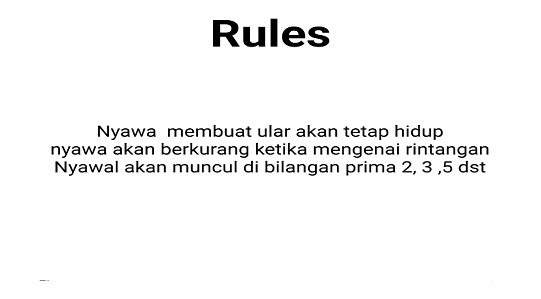 Rules
Nyawa membuat ular akan tetap hidup
nyawa akan berkurang ketika mengenai rintangan
Nyawal akan muncul di bilangan prima 2, 3 ,5 dst